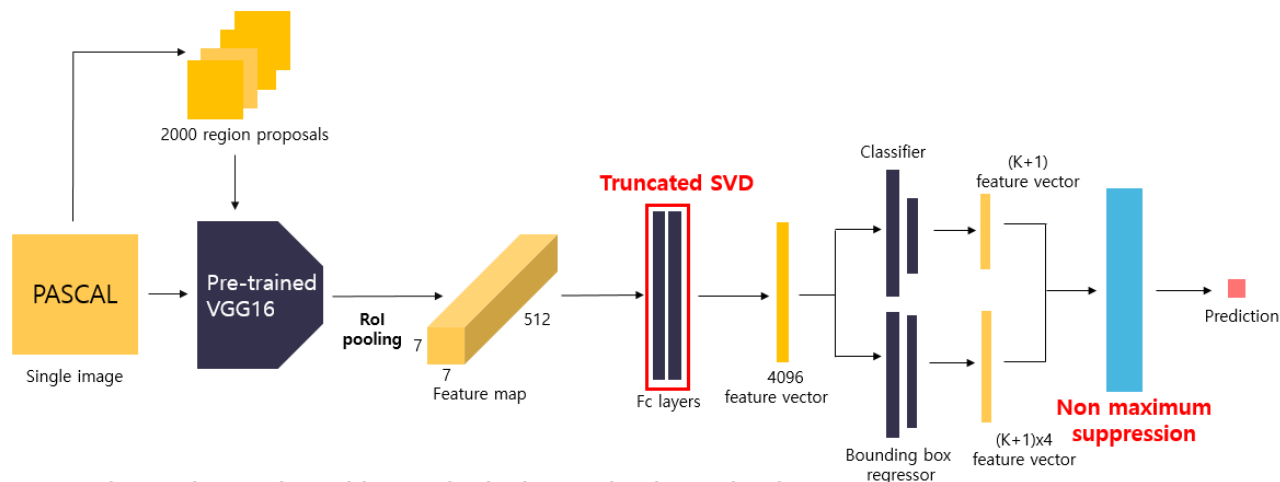 2000 region proposals
PASCAL
Single image
Pre-trained
VGG16
RoI
pooling
7
7
512
Feature map
Truncated SVD
Fc layers
4096
feature vector
Classifier
Bounding box
regressor
(K+1)
feature vector
(K+1)x4
feature vector
Non maximum
suppression
Prediction